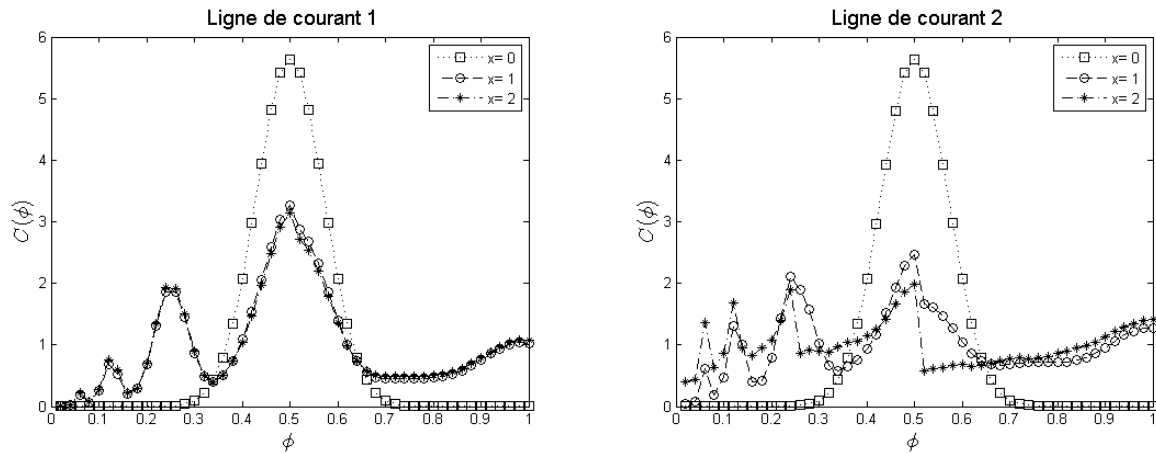 Ligne de courant 1
6
5
4
3
2
1
0
C(ϕ)
0 0.1 0.2 0.3 0.4 0.5 0.6 0.7 0.8 0.9 1
ϕ
x= 0
x= 1
x= 2
Ligne de courant 2
6
5
4
3
2
1
0
C(ϕ)
0 0.1 0.2 0.3 0.4 0.5 0.6 0.7 0.8 0.9 1
ϕ
x= 0
x= 1
x= 2